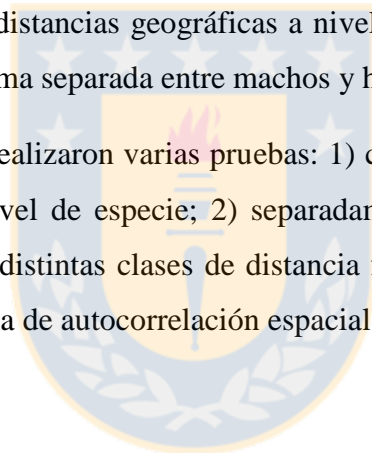 distancias geográficas a nivel
ma separada entre machos y h
ealizaron varias pruebas: 1) c
vel de especie; 2) separadan
distintas clases de distancia
a de autocorrelación espacial